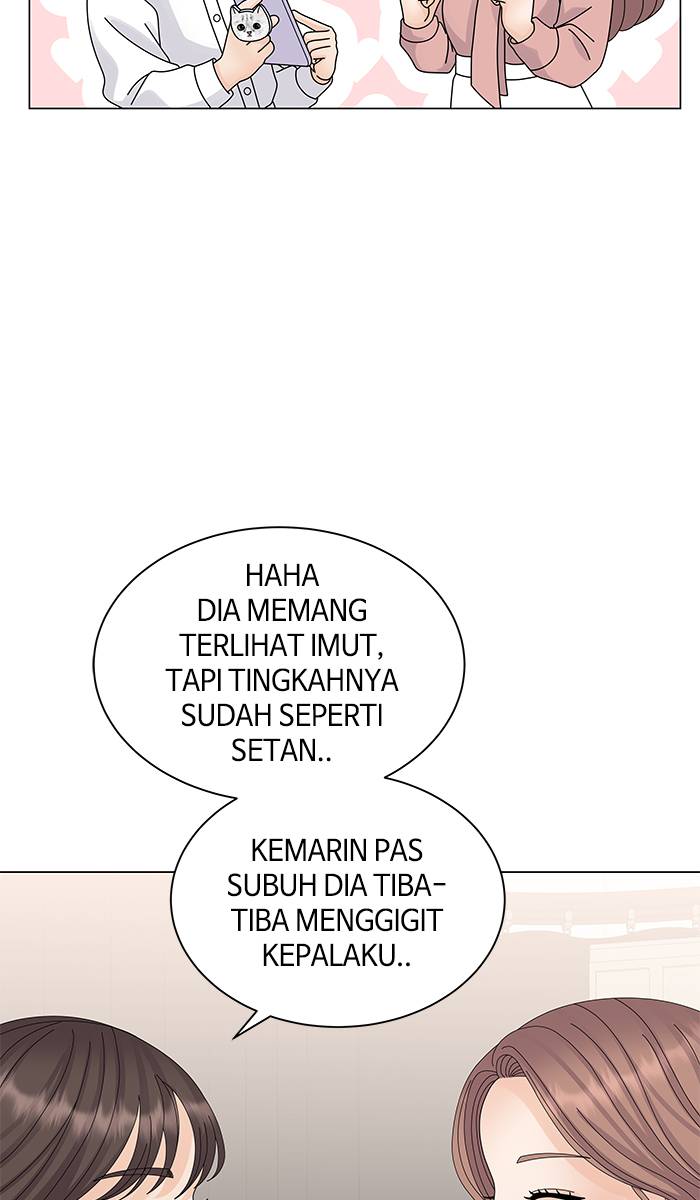 HAHA
DIA MEMANG
TERLIHAT IMUT,
TAPI TINGKAHNYA
SUDAH SEPERTI
SETAN..
KEMARIN PAS
SUBUH DIA TIBA-
TIBA MENGGIGIT
KEPALAKU..